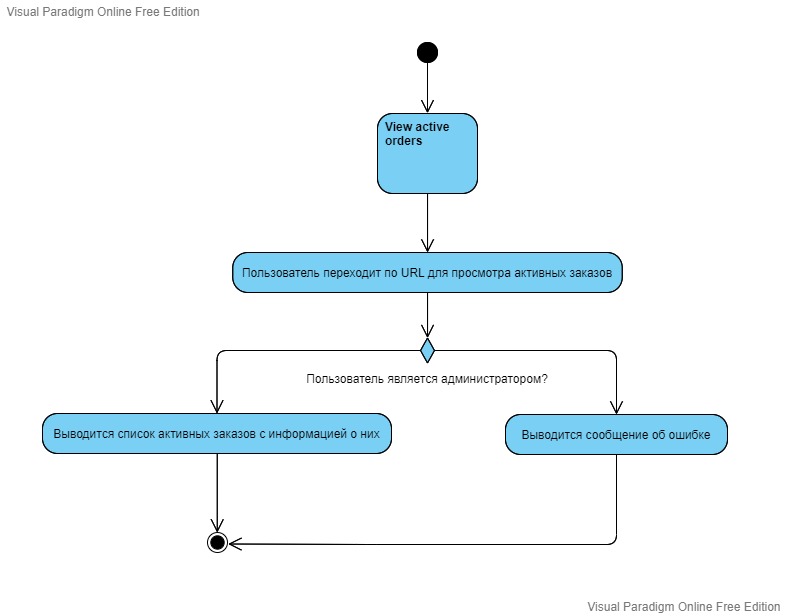 Visual Paradigm Online Free Edition
View active
orders
Пользователь переходит по URL для просмотра активных заказов
Пользователь является администратором?
Выводится список активных заказов с информацией о них
Выводится сообщение об ошибке
Visual Paradigm Online Free Edition